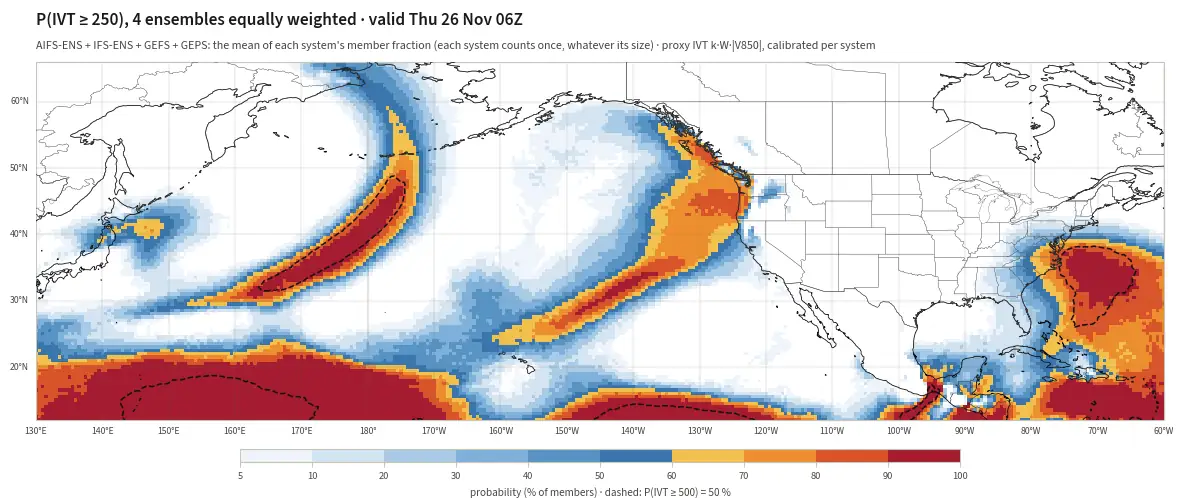 P(IVT ≥ 250), 4 ensembles equally weighted · valid Thu 26 Nov 06Z
AIFS-ENS + IFS-ENS + GEFS + GEPS: the mean of each system's member fraction (each system counts once, whatever its size) · proxy IVT k·W·|V850|, calibrated per system
60°N
50°N
40°N
30°N
20°N
130°E 140°E 150°E 160°E 170°E 180° 170°W 160°W 150°W 140°W 130°W 120°W 110°W 100°W 90°W 80°W 70°W 60°W
5 10 20 30 40 50 60 70 80 90 100
probability (% of members) · dashed: P(IVT ≥ 500) = 50 %